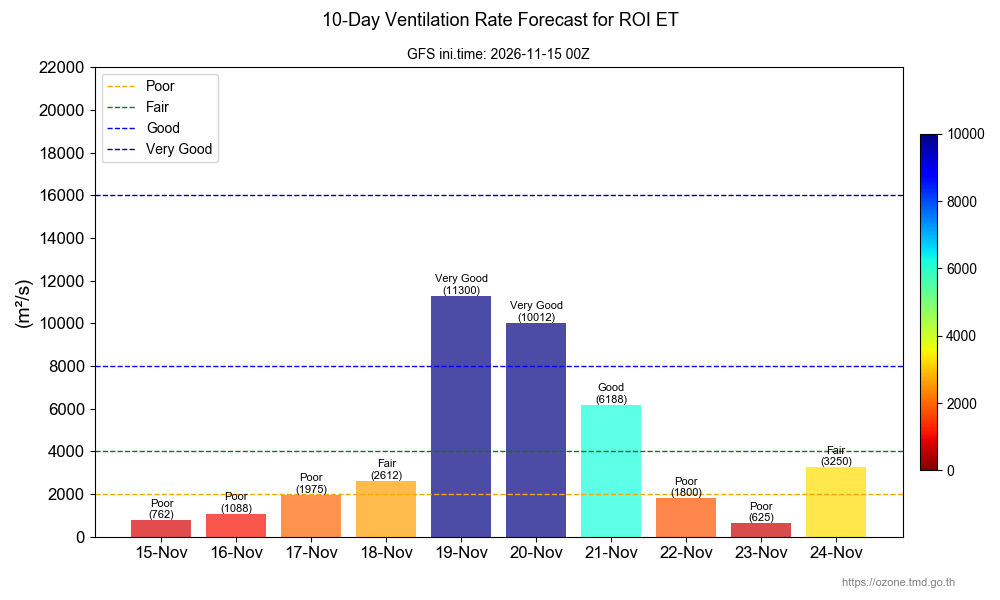 10-Day Ventilation Rate Forecast for ROI ET
GFS ini.time: 2026-11-15 00Z
22000
20000
18000
16000
14000
12000
10000
8000
6000
4000
2000
0
(m²/s)
Poor
Fair
Good
Very Good
Poor
(762)
Poor
(1088)
Poor
(1975)
Fair
(2612)
Very Good
(11300)
Very Good
(10012)
Good
(6188)
Poor
(1800)
Poor
(625)
Fair
(3250)
15-Nov 16-Nov 17-Nov 18-Nov 19-Nov 20-Nov 21-Nov 22-Nov 23-Nov 24-Nov
10000
8000
6000
4000
2000
0
https://ozone.tmd.go.th